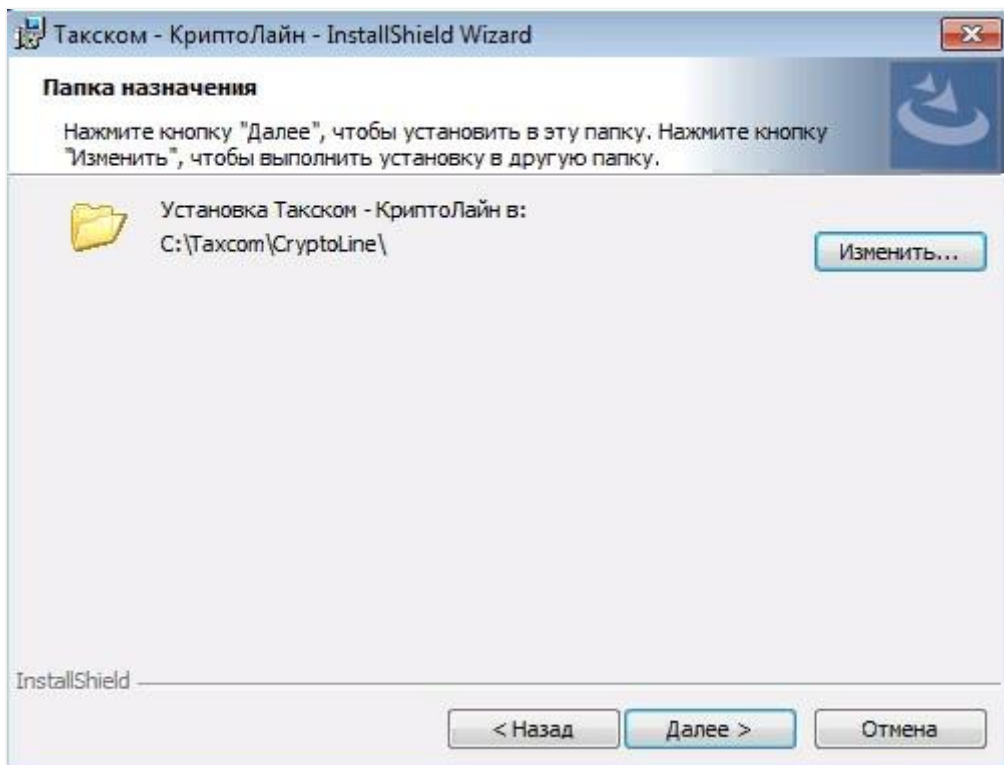 Такском - КриптоЛайн - InstallShield Wizard
Папка назначения
Нажмите кнопку "Далее", чтобы установить в эту папку. Нажмите кнопку
"Изменить", чтобы выполнить установку в другую папку.
Установка Такском - КриптоЛайн в:
C:\Taxcom\CryptoLine\
Изменить...
InstallShield
< Назад
Далее >
Отмена